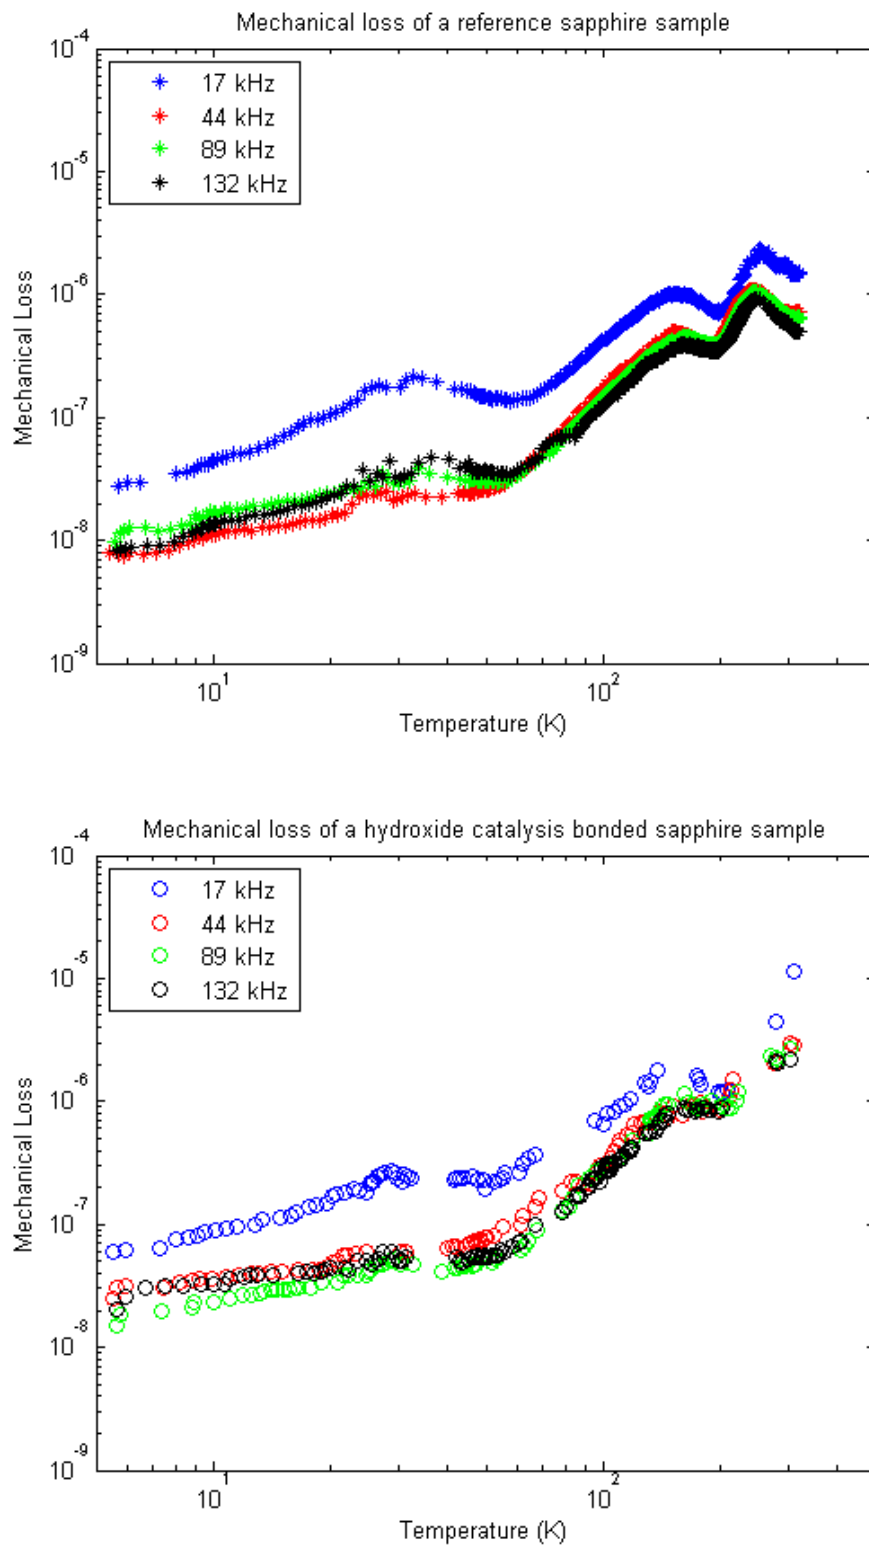 Mechanical loss of a reference sapphire sample
10^-4
17 kHz
44 kHz
89 kHz
132 kHz
10^-5
10^-6
10^-7
10^-8
10^-9
Mechanical Loss
10^1
10^2
Temperature (K)
Mechanical loss of a hydroxide catalysis bonded sapphire sample
10^-4
17 kHz
44 kHz
89 kHz
132 kHz
10^-5
10^-6
10^-7
10^-8
10^-9
Mechanical Loss
10^1
10^2
Temperature (K)